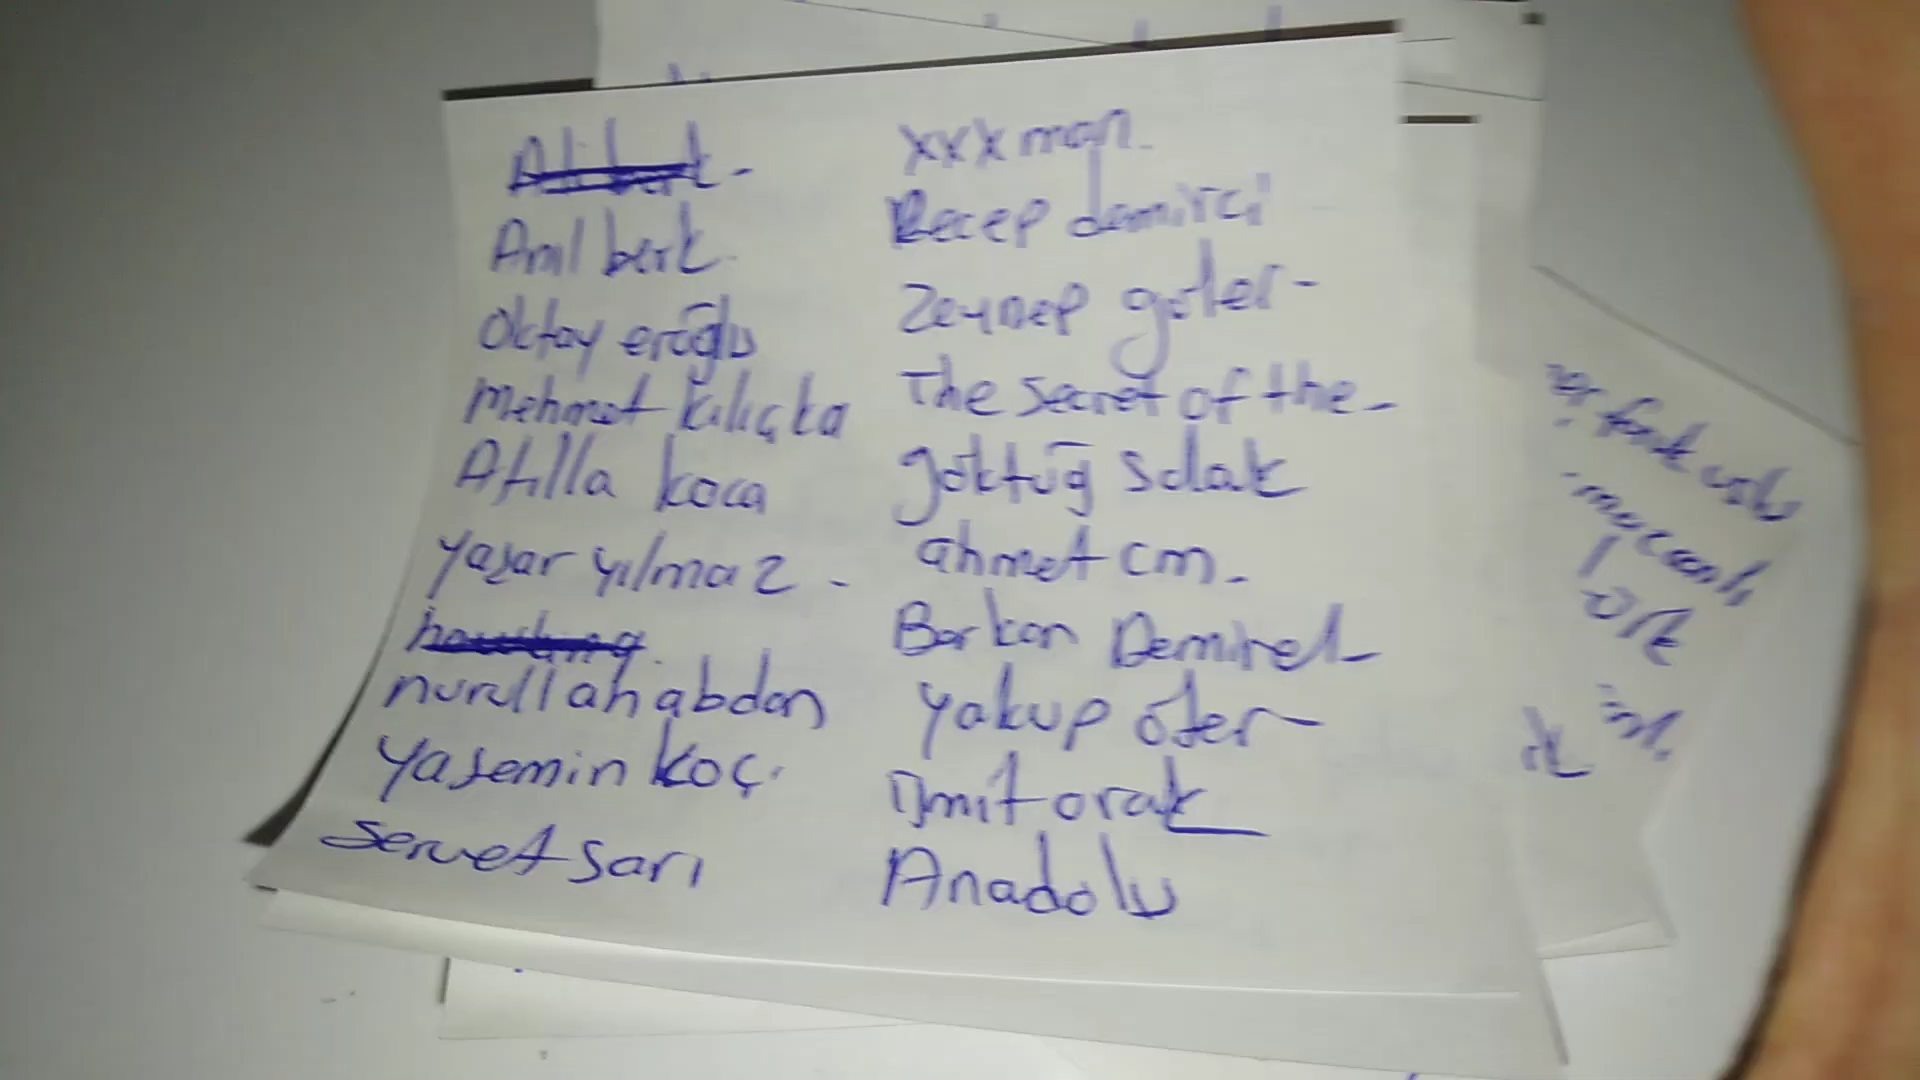 Anıl berk.
Oktay eroğlu
Mehmet kılıçka
Atilla koca
yaşar yılmaz -
nurullah abdan
yasemin koç.
servet sarı
xxx man.
Recep demirci
Zeynep göler -
The secret of the -
göktuğ solak
ahmet cm. -
Berkan Demirel -
yakup öter -
Ümit orak
Anadolu